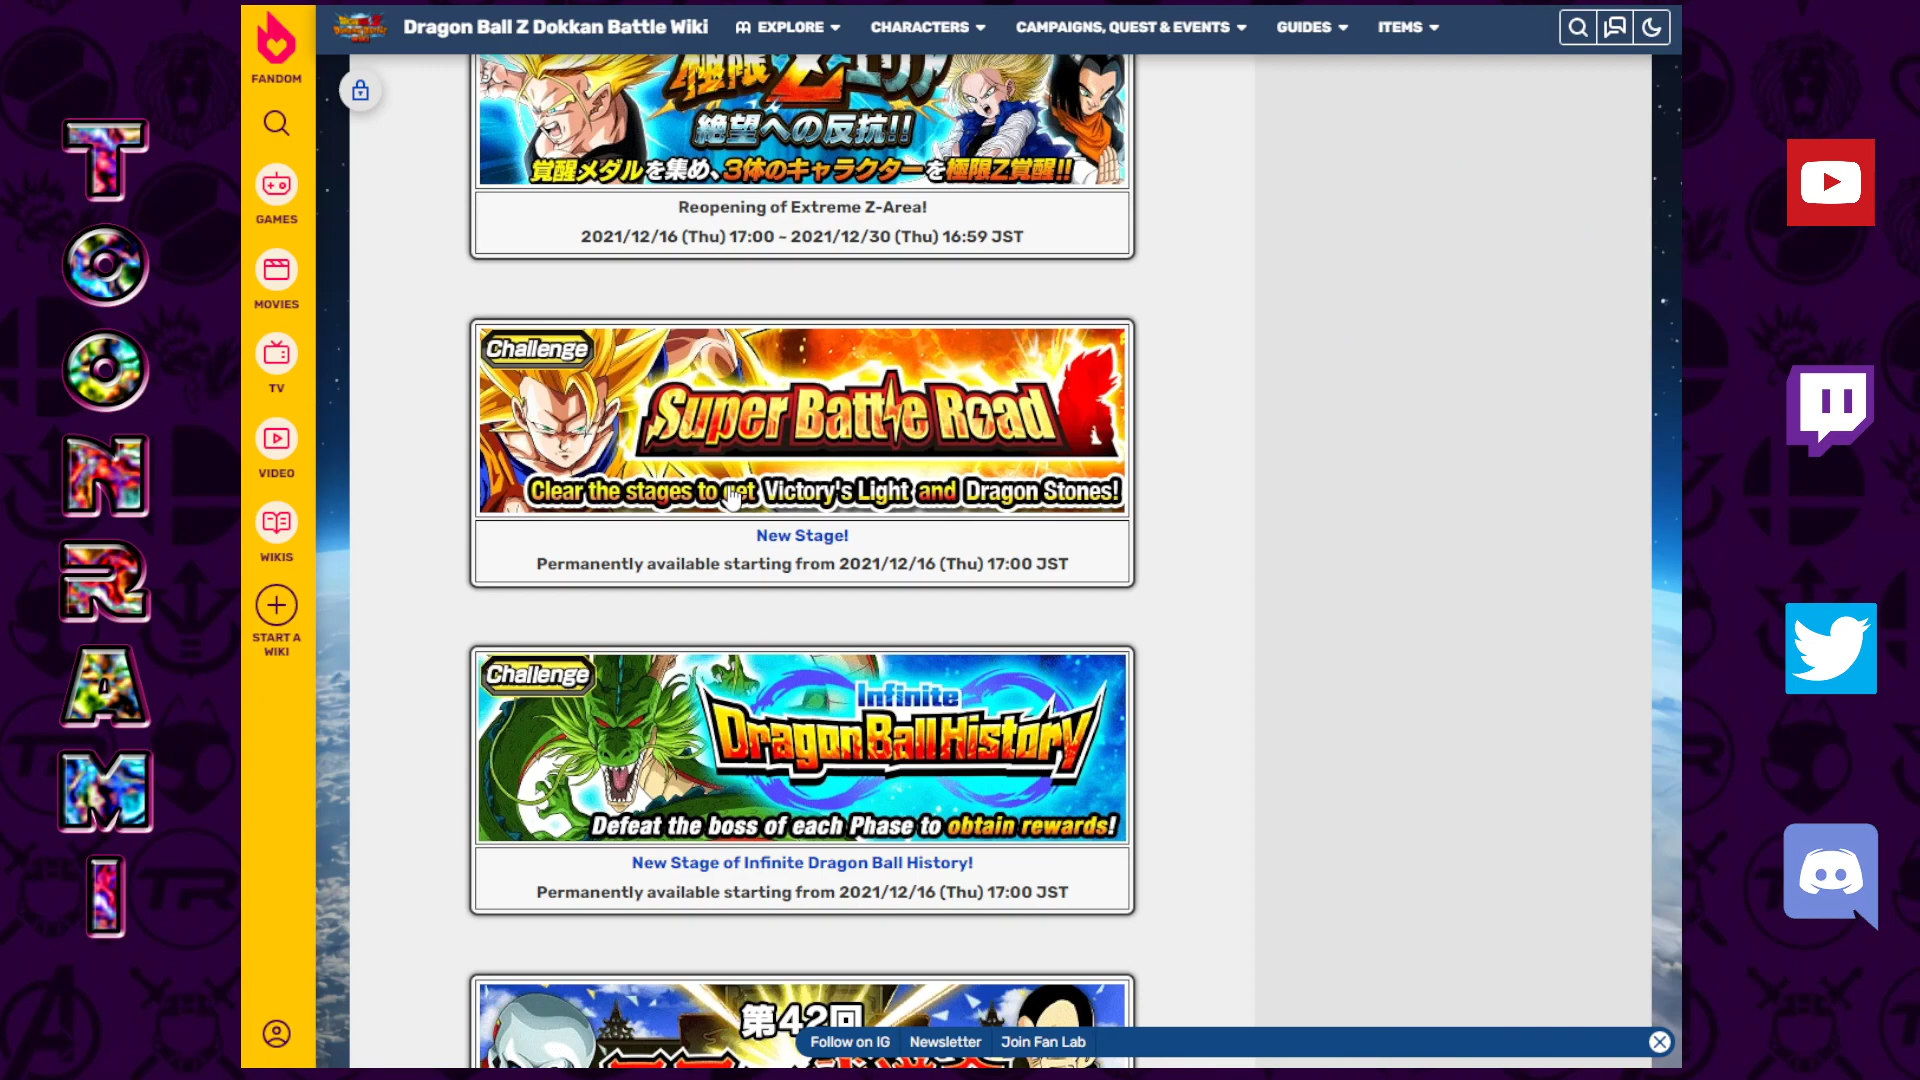 TOONRAMI
FANDOM
GAMES
MOVIES
TV
VIDEO
WIKIS
START A
WIKI
Dragon Ball Z Dokkan Battle Wiki
EXPLORE
CHARACTERS
CAMPAIGNS, QUEST & EVENTS
GUIDES
ITEMS
極限Zエリア
絶望への反抗!!
覚醒メダルを集め、3体のキャラクターを極限Z覚醒!!
Reopening of Extreme Z-Area!
2021/12/16 (Thu) 17:00 ~ 2021/12/30 (Thu) 16:59 JST
Challenge
Super Battle Road
Clear the stages to get Victory's Light and Dragon Stones!
New Stage!
Permanently available starting from 2021/12/16 (Thu) 17:00 JST
Challenge
Infinite
Dragon Ball History
Defeat the boss of each Phase to obtain rewards!
New Stage of Infinite Dragon Ball History!
Permanently available starting from 2021/12/16 (Thu) 17:00 JST
第42回
Follow on IG
Newsletter
Join Fan Lab